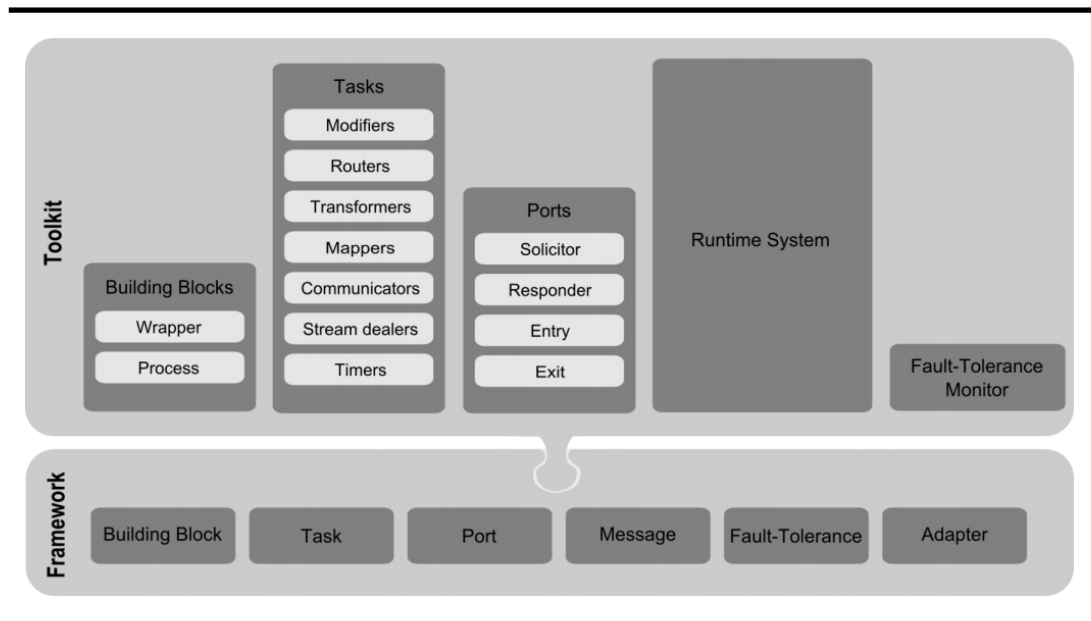 Toolkit
Building Blocks
Wrapper
Process
Tasks
Modifiers
Routers
Transformers
Mappers
Communicators
Stream dealers
Timers
Ports
Solicitor
Responder
Entry
Exit
Runtime System
Fault-Tolerance
Monitor
Framework
Building Block
Task
Port
Message
Fault-Tolerance
Adapter